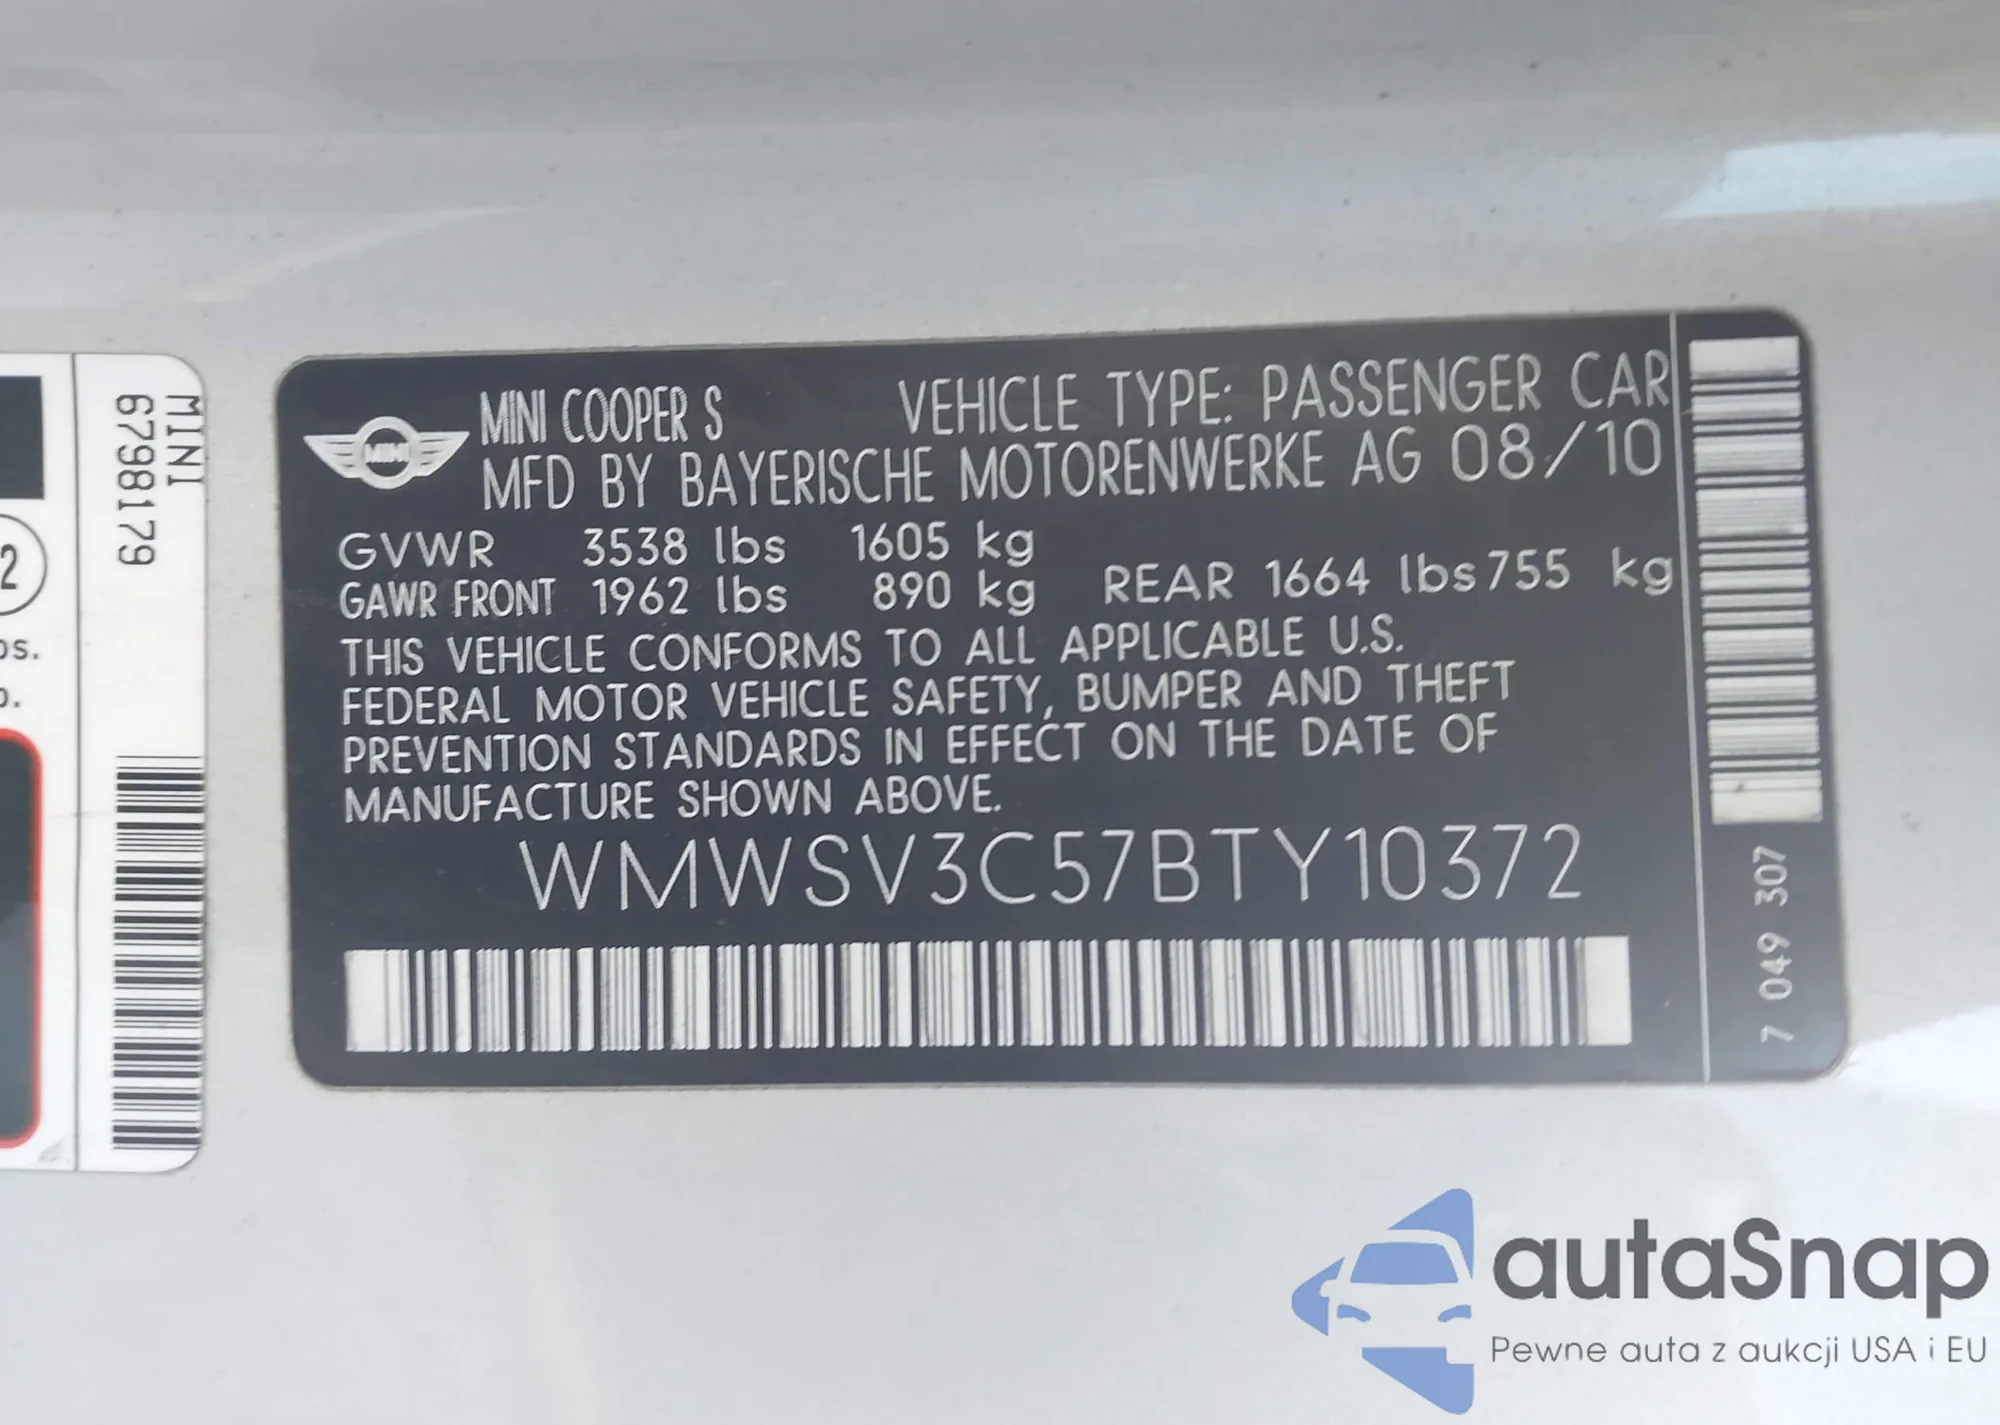 MINI
6798179
2
MINI
MINI COOPER S VEHICLE TYPE: PASSENGER CAR
MFD BY BAYERISCHE MOTORENWERKE AG 08/10
GVWR 3538 lbs 1605 kg
GAWR FRONT 1962 lbs 890 kg REAR 1664 lbs 755 kg
THIS VEHICLE CONFORMS TO ALL APPLICABLE U.S.
FEDERAL MOTOR VEHICLE SAFETY, BUMPER AND THEFT
PREVENTION STANDARDS IN EFFECT ON THE DATE OF
MANUFACTURE SHOWN ABOVE.
WMWSV3C57BTY10372
7 049 307
autaSnap
Pewne auta z aukcji USA i EU